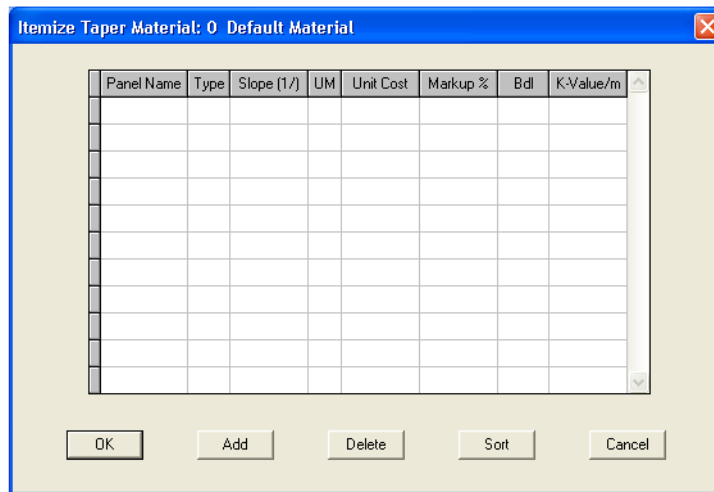 Itemize Taper Material: 0 Default Material
Panel Name Type Slope (1/) UM Unit Cost Markup % Bdl K-Value/m
OK Add Delete Sort Cancel